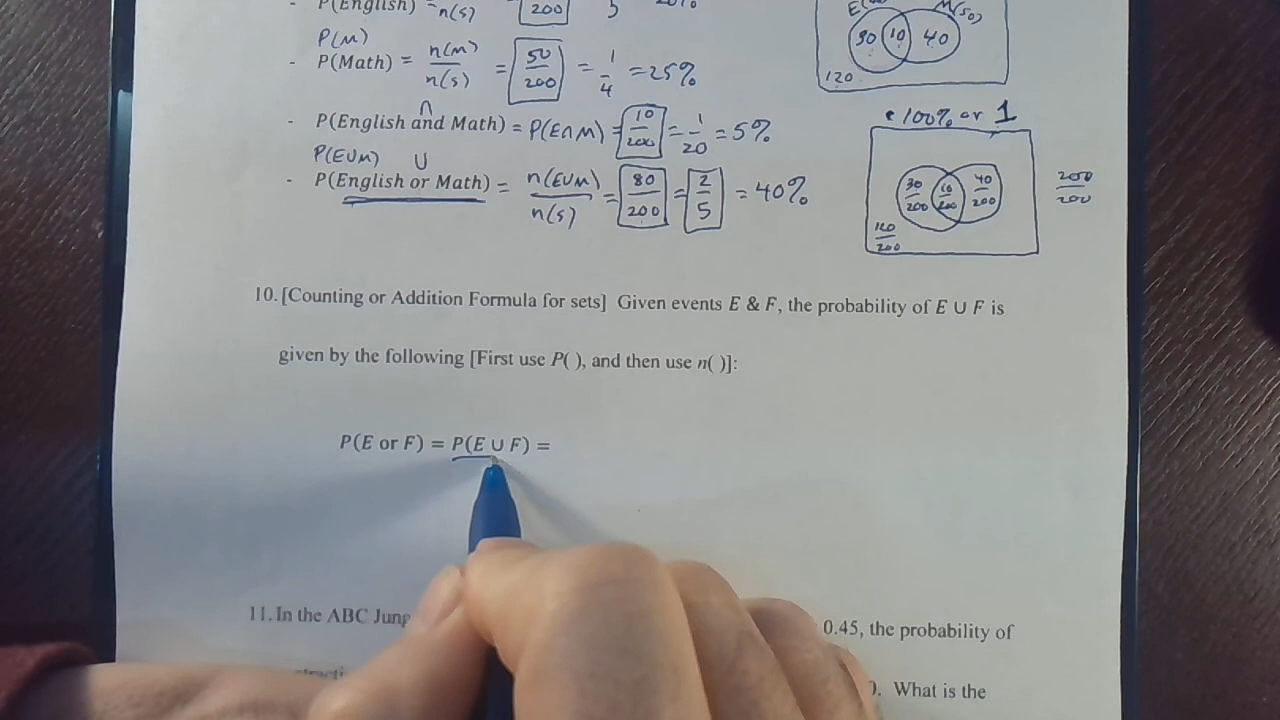 - P(English) = n(s) 200 5 20%
P(M)
- P(Math) = n(M)/n(s) = 50/200 = 1/4 = 25%
∩
- P(English and Math) = P(E∩M) = 10/200 = 1/20 = 5%
P(EUM) U
- P(English or Math) = n(EUM)/n(s) = 80/200 = 2/5 = 40%
M(50)
30 10 40
120
100% or 1
30/200 10/200 40/200
120/200
200/200
10. [Counting or Addition Formula for sets] Given events E & F, the probability of E ∪ F is
given by the following [First use P( ), and then use n( )]:
P(E or F) = P(E ∪ F) =
11. In the ABC Jung
0.45, the probability of
). What is the